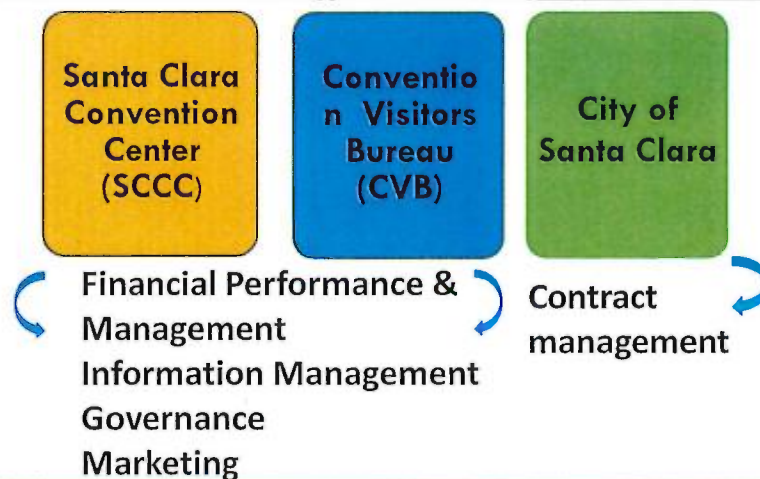 Santa Clara
Convention
Center
(SCCC)
Conventio
n Visitors
Bureau
(CVB)
City of
Santa Clara
Financial Performance &
Management
Information Management
Governance
Marketing
Contract
management